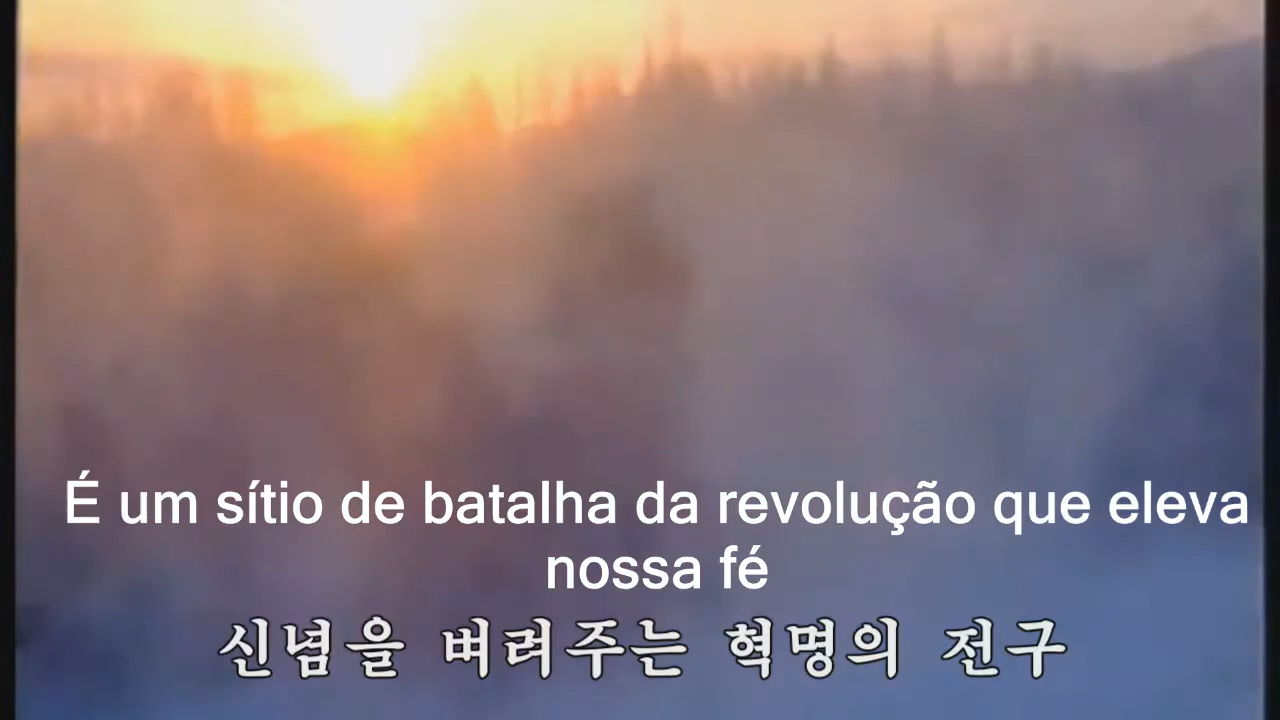 É um sítio de batalha da revolução que eleva
nossa fé
신념을 벼려주는 혁명의 전구